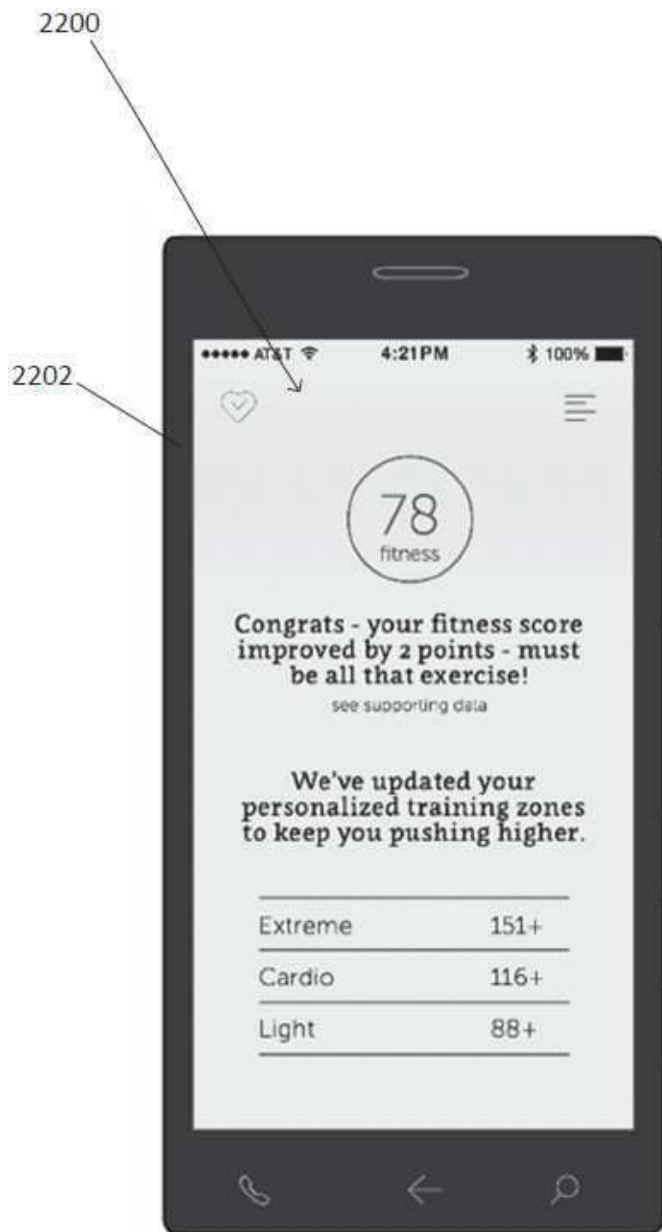 2200
2202
••••• AT&T 4:21PM 100%
78
fitness
Congrats - your fitness score
improved by 2 points - must
be all that exercise!
see supporting data
We've updated your
personalized training zones
to keep you pushing higher.
Extreme 151+
Cardio 116+
Light 88+